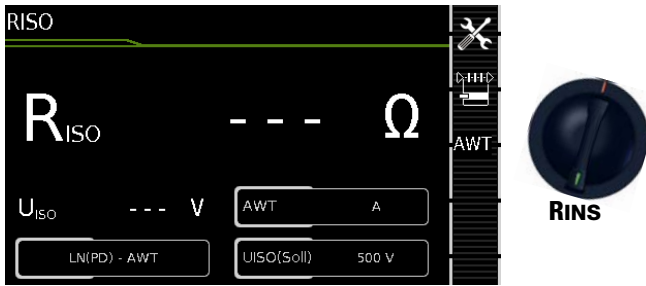 RISO
RISO --- Ω
AWT
UISO --- V
AWT A
LN(PD) - AWT
UISO(Soll) 500 V
RINS